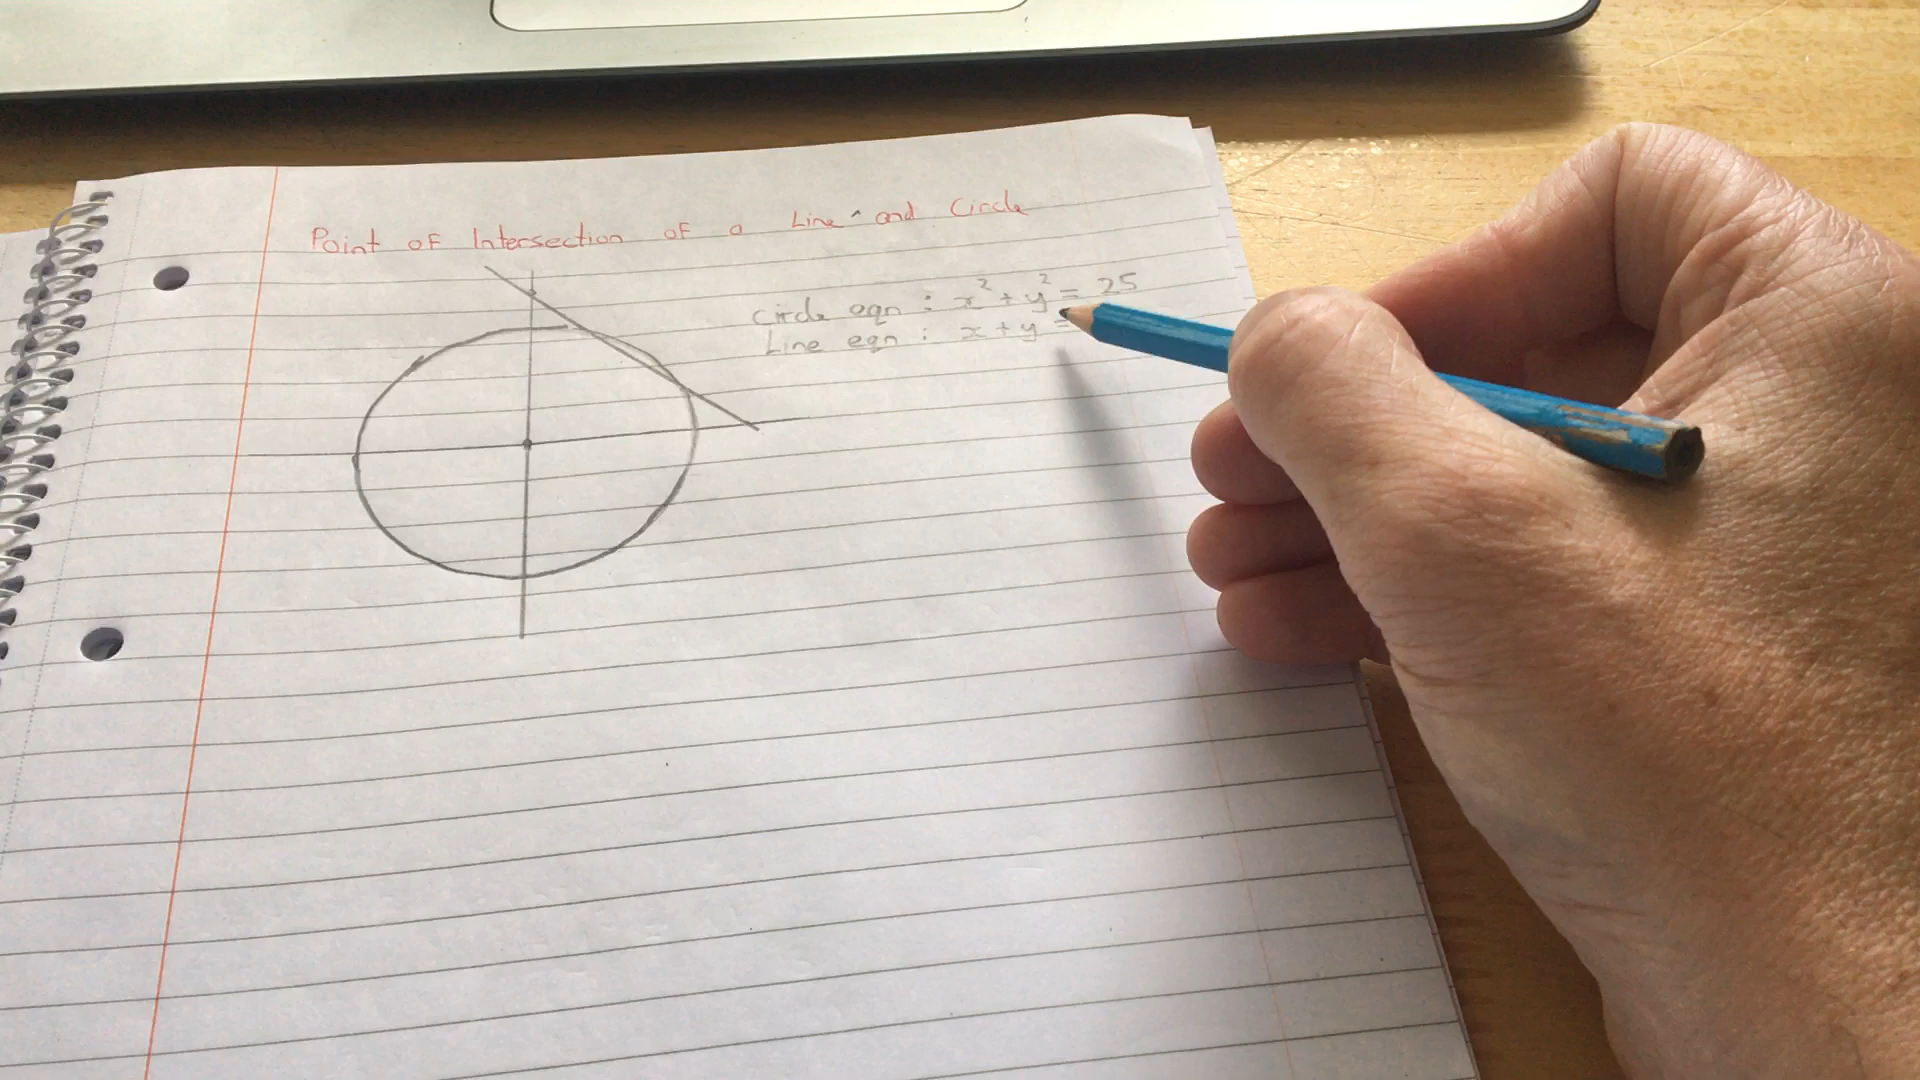 Point of Intersection of a Line ^ and Circle
Circle eqn : x² + y² = 25
Line eqn : x + y =